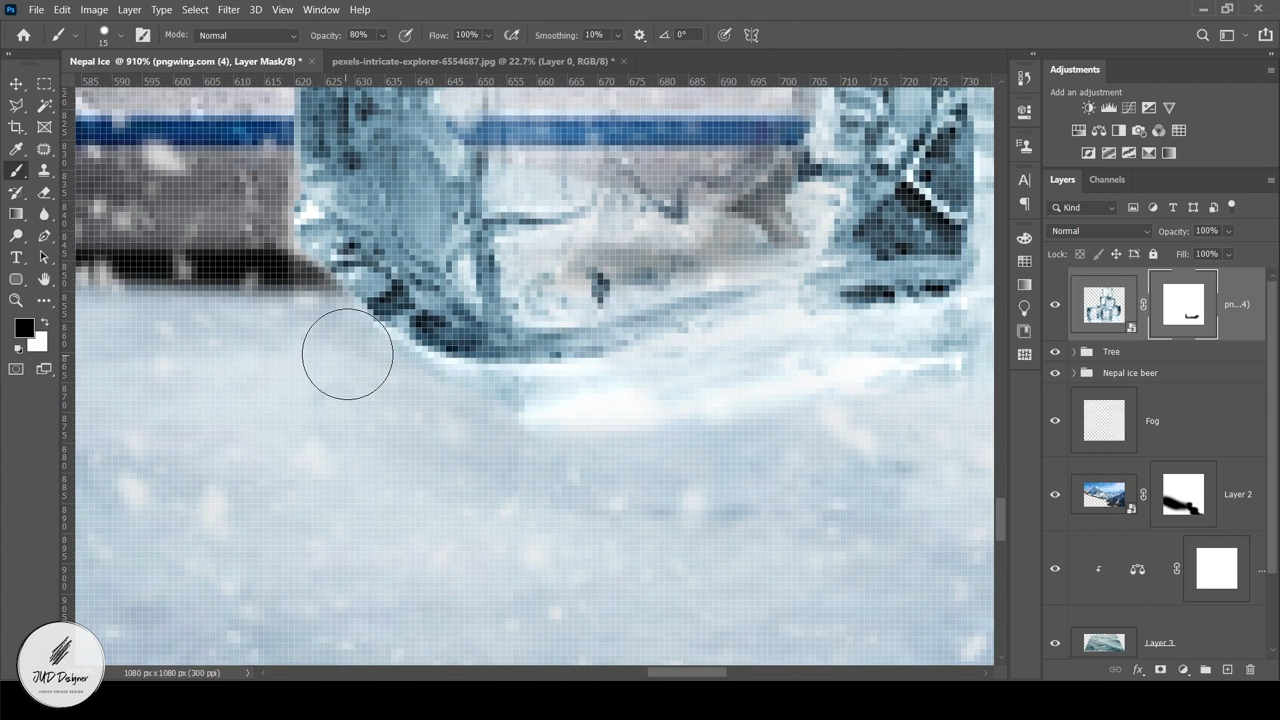 Ps File Edit Image Layer Type Select Filter 3D View Window Help
15 Mode: Normal Opacity: 80% Flow: 100% Smoothing: 10% 0°
Nepal Ice @ 910% (pngwing.com (4), Layer Mask/8) * × pexels-intricate-explorer-6554687.jpg @ 22.7% (Layer 0, RGB/8) * ×
585 590 595 600 605 610 615 620 625 630 635 640 645 650 655 660 665 670 675 680 685 690 695 700 705 710 715 720 725 730
Adjustments
Add an adjustment
Layers Channels
Kind
Normal Opacity: 100%
Lock: Fill: 100%
pn...4)
Tree
Nepal ice beer
Fog
Layer 2
...
Layer 3
JUD Designer
JUNIOR UNIQUE DESIGN
1080 px x 1080 px (300 ppi)